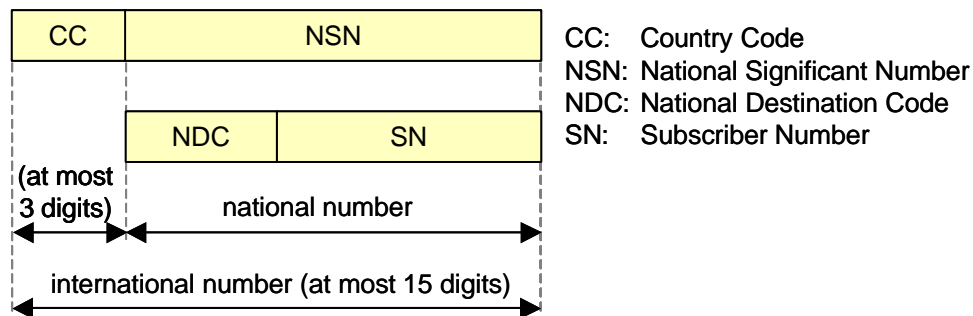 CC NSN
NDC SN
(at most
3 digits)
national number
international number (at most 15 digits)
CC: Country Code
NSN: National Significant Number
NDC: National Destination Code
SN: Subscriber Number